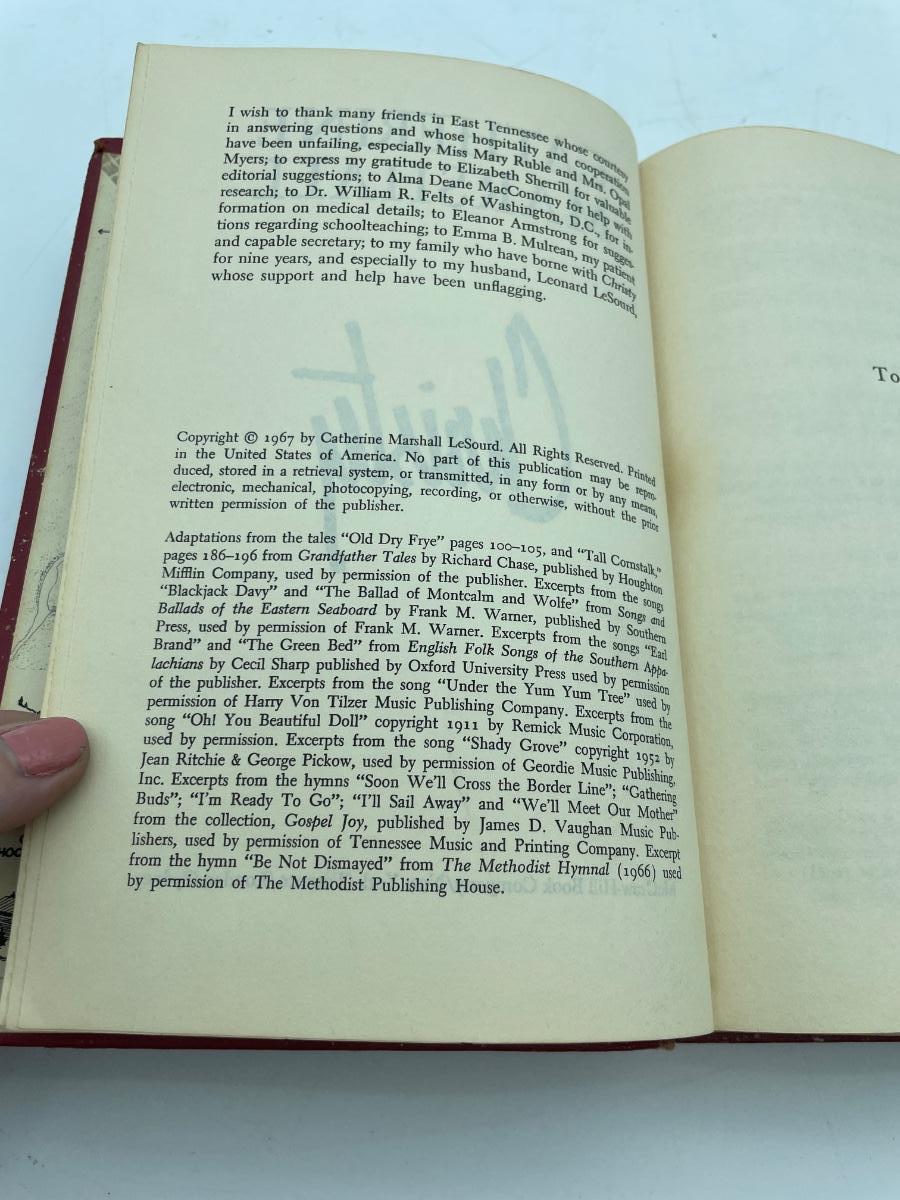 I wish to thank many friends in East Tennessee whose courtesy
in answering questions and whose hospitality and cooperation
have been unfailing, especially Miss Mary Ruble and Mrs. Opal
Myers; to express my gratitude to Elizabeth Sherrill for valuable
editorial suggestions; to Alma Deane MacConomy for help with
research; to Dr. William R. Felts of Washington, D.C., for in-
formation on medical details; to Eleanor Armstrong for sugges-
tions regarding schoolteaching; to Emma B. Mulrean, my patient
and capable secretary; to my family who have borne with Christy
for nine years, and especially to my husband, Leonard LeSourd,
whose support and help have been unflagging.
Christy
Copyright © 1967 by Catherine Marshall LeSourd. All Rights Reserved. Printed
in the United States of America. No part of this publication may be repro-
duced, stored in a retrieval system, or transmitted, in any form or by any means,
electronic, mechanical, photocopying, recording, or otherwise, without the prior
written permission of the publisher.
Adaptations from the tales "Old Dry Frye" pages 100–105, and "Tall Cornstalk,"
pages 186–196 from Grandfather Tales by Richard Chase, published by Houghton
Mifflin Company, used by permission of the publisher. Excerpts from the songs
"Blackjack Davy" and "The Ballad of Montcalm and Wolfe" from Songs and
Ballads of the Eastern Seaboard by Frank M. Warner, published by Southern
Press, used by permission of Frank M. Warner. Excerpts from the songs "Earl
Brand" and "The Green Bed" from English Folk Songs of the Southern Appa-
lachians by Cecil Sharp published by Oxford University Press used by permission
of the publisher. Excerpts from the song "Under the Yum Yum Tree" used by
permission of Harry Von Tilzer Music Publishing Company. Excerpts from the
song "Oh! You Beautiful Doll" copyright 1911 by Remick Music Corporation,
used by permission. Excerpts from the song "Shady Grove" copyright 1952 by
Jean Ritchie & George Pickow, used by permission of Geordie Music Publishing,
Inc. Excerpts from the hymns "Soon We'll Cross the Border Line"; "Gathering
Buds"; "I'm Ready To Go"; "I'll Sail Away" and "We'll Meet Our Mother"
from the collection, Gospel Joy, published by James D. Vaughan Music Pub-
lishers, used by permission of Tennessee Music and Printing Company. Excerpt
from the hymn "Be Not Dismayed" from The Methodist Hymnal (1966) used
by permission of The Methodist Publishing House.
To